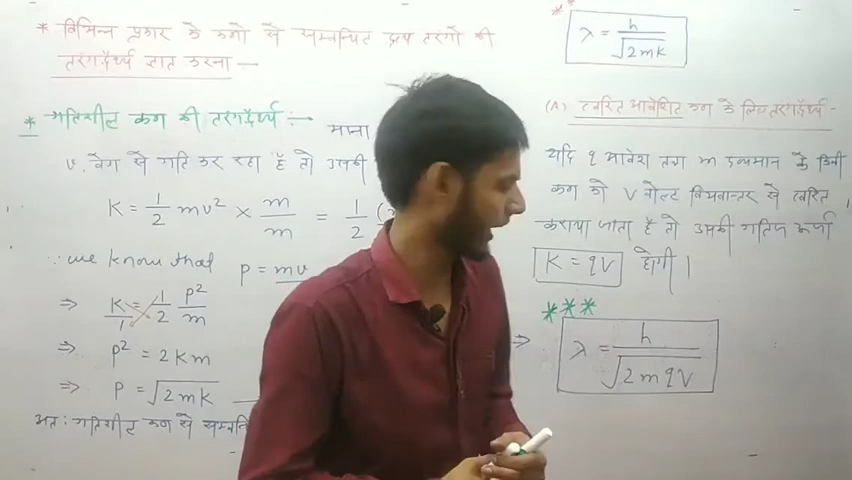 * विभिन्न प्रकार के कणों से सम्बन्धित द्रव्य तरंगों की
तरंगदैर्ध्य ज्ञात करना —
* गतिशील कण की तरंगदैर्ध्य :- माना
v वेग से गति कर रहा है तो उसकी
K = 1/2 mv² × m/m = 1/2
∵ we know that P = mv
⇒ K/1 = 1/2 P²/m
⇒ P² = 2Km
⇒ P = √2mK
अतः गतिशील कण से
λ = h/√2mK
(A) त्वरित आवेशित कण के लिए तरंगदैर्ध्य -
यदि q आवेश तथा m द्रव्यमान के किसी
कण को V वोल्ट विभवान्तर से त्वरित
कराया जाता है तो उसकी गतिज ऊर्जा
K = qV होगी।
***
⇒ λ = h/√2mqV